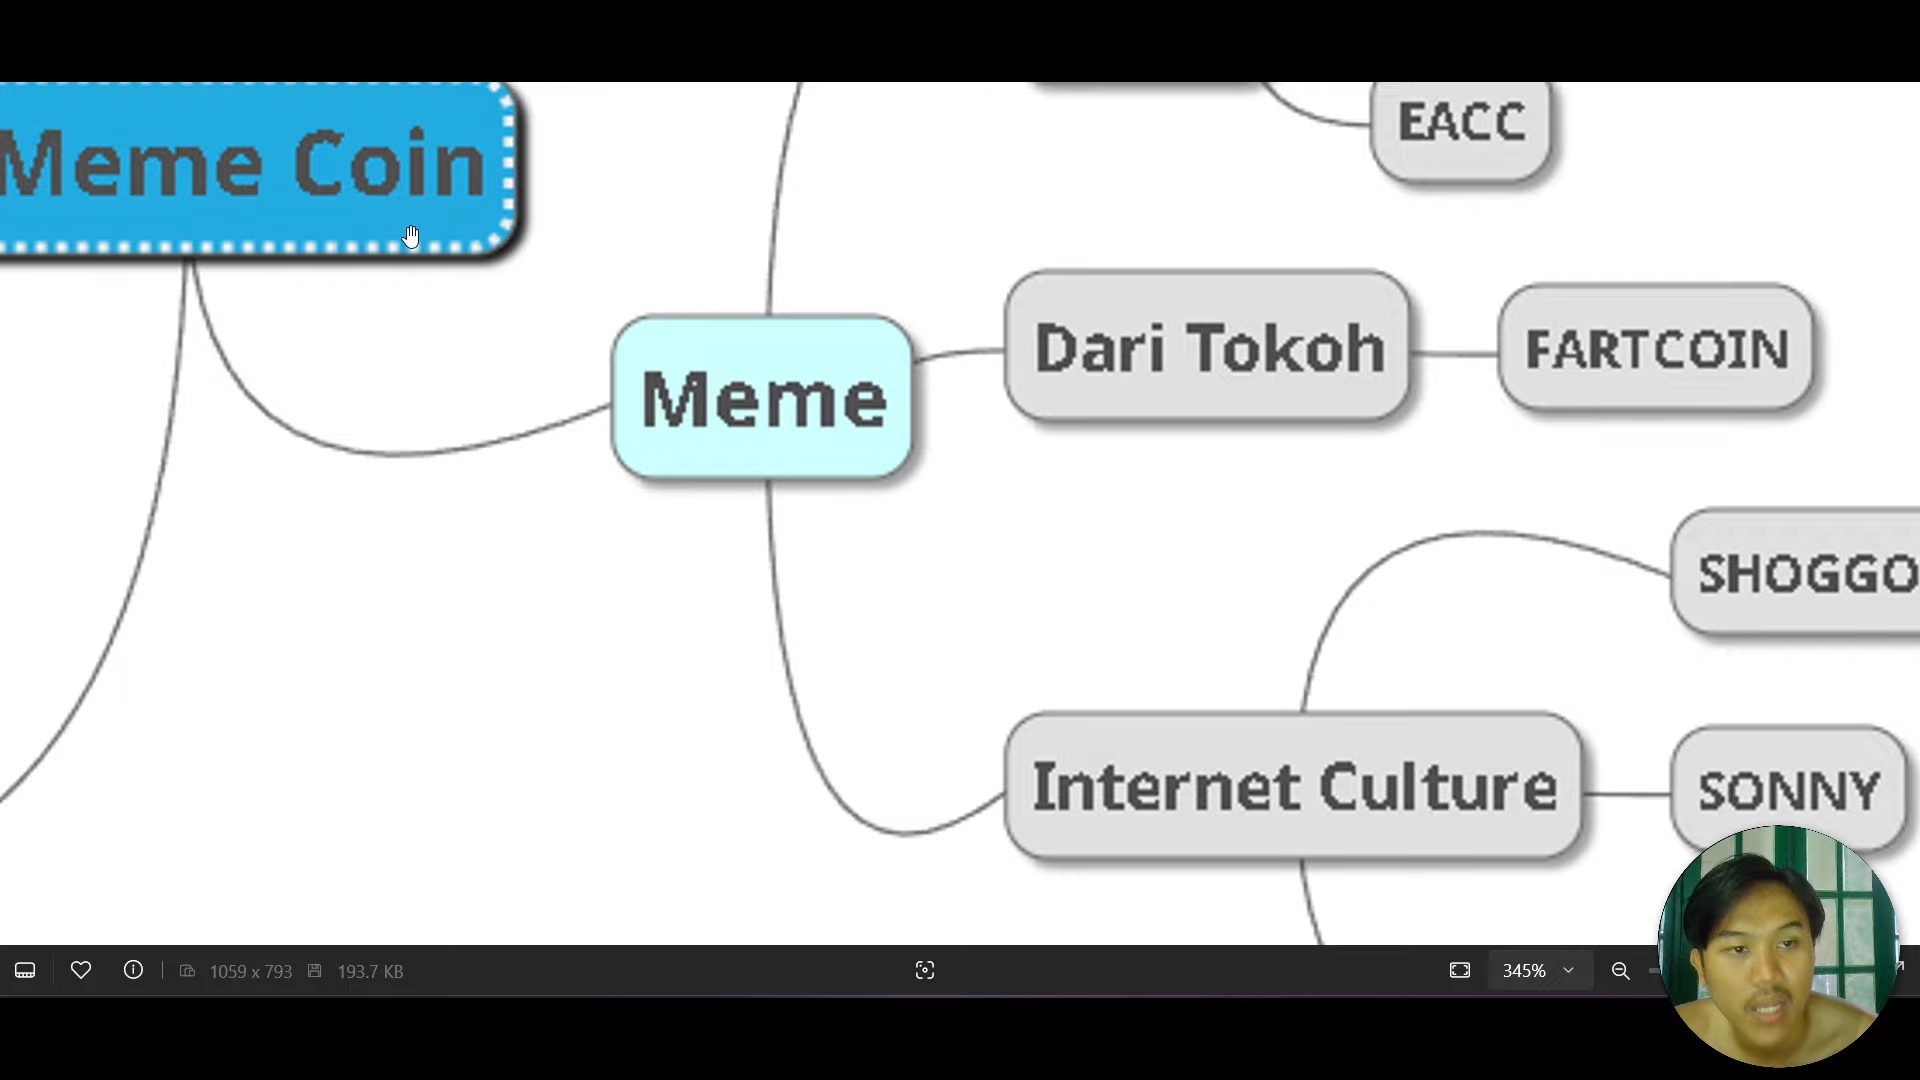 Meme Coin
EACC
Dari Tokoh
FARTCOIN
Meme
SHOGGO
Internet Culture
SONNY
1059 x 793
193.7 KB
345%